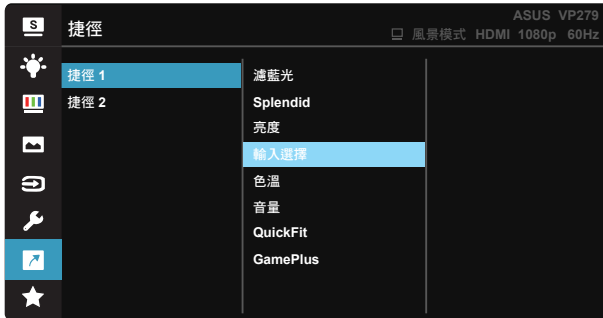 S
ASUS VP279
捷徑
風景模式 HDMI 1080p 60Hz
捷徑 1
捷徑 2
濾藍光
Splendid
亮度
輸入選擇
色溫
音量
QuickFit
GamePlus